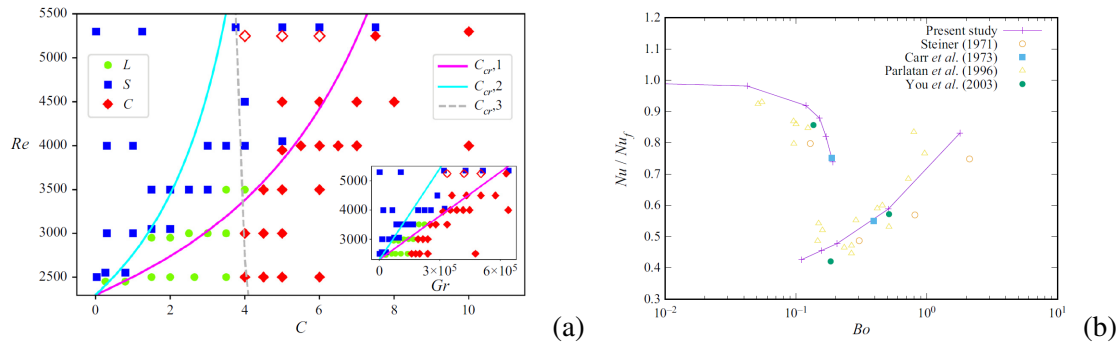 5500
5000
4500
4000
3500
3000
2500
Re
0
2
4
6
8
10
C
L
S
C
C_cr,1
C_cr,2
C_cr,3
5000
4000
3000
0
3×10^5
6×10^5
Gr
(a)
1.2
1.1
1.0
0.9
0.8
0.7
0.6
0.5
0.4
0.3
Nu / Nu_f
10^−2
10^−1
10^0
10^1
Bo
Present study
Steiner (1971)
Carr et al. (1973)
Parlatan et al. (1996)
You et al. (2003)
(b)